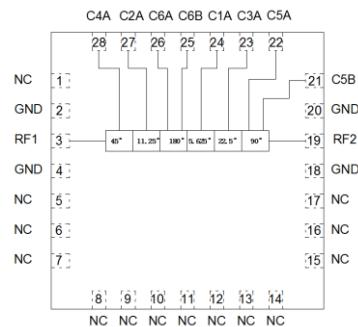 C4A C2A C6A C6B C1A C3A C5A
28 27 26 25 24 23 22
NC 1 21 C5B
GND 2 20 GND
RF1 3 45° 11.25° 180° 5.625° 22.5° 90° 19 RF2
GND 4 18 GND
NC 5 17 NC
NC 6 16 NC
NC 7 15 NC
8 9 10 11 12 13 14
NC NC NC NC NC NC NC